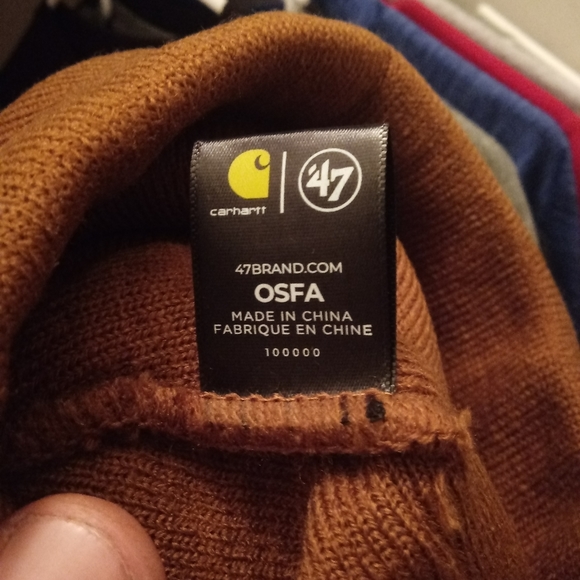 carhartt
'47
47BRAND.COM
OSFA
MADE IN CHINA
FABRIQUE EN CHINE
100000